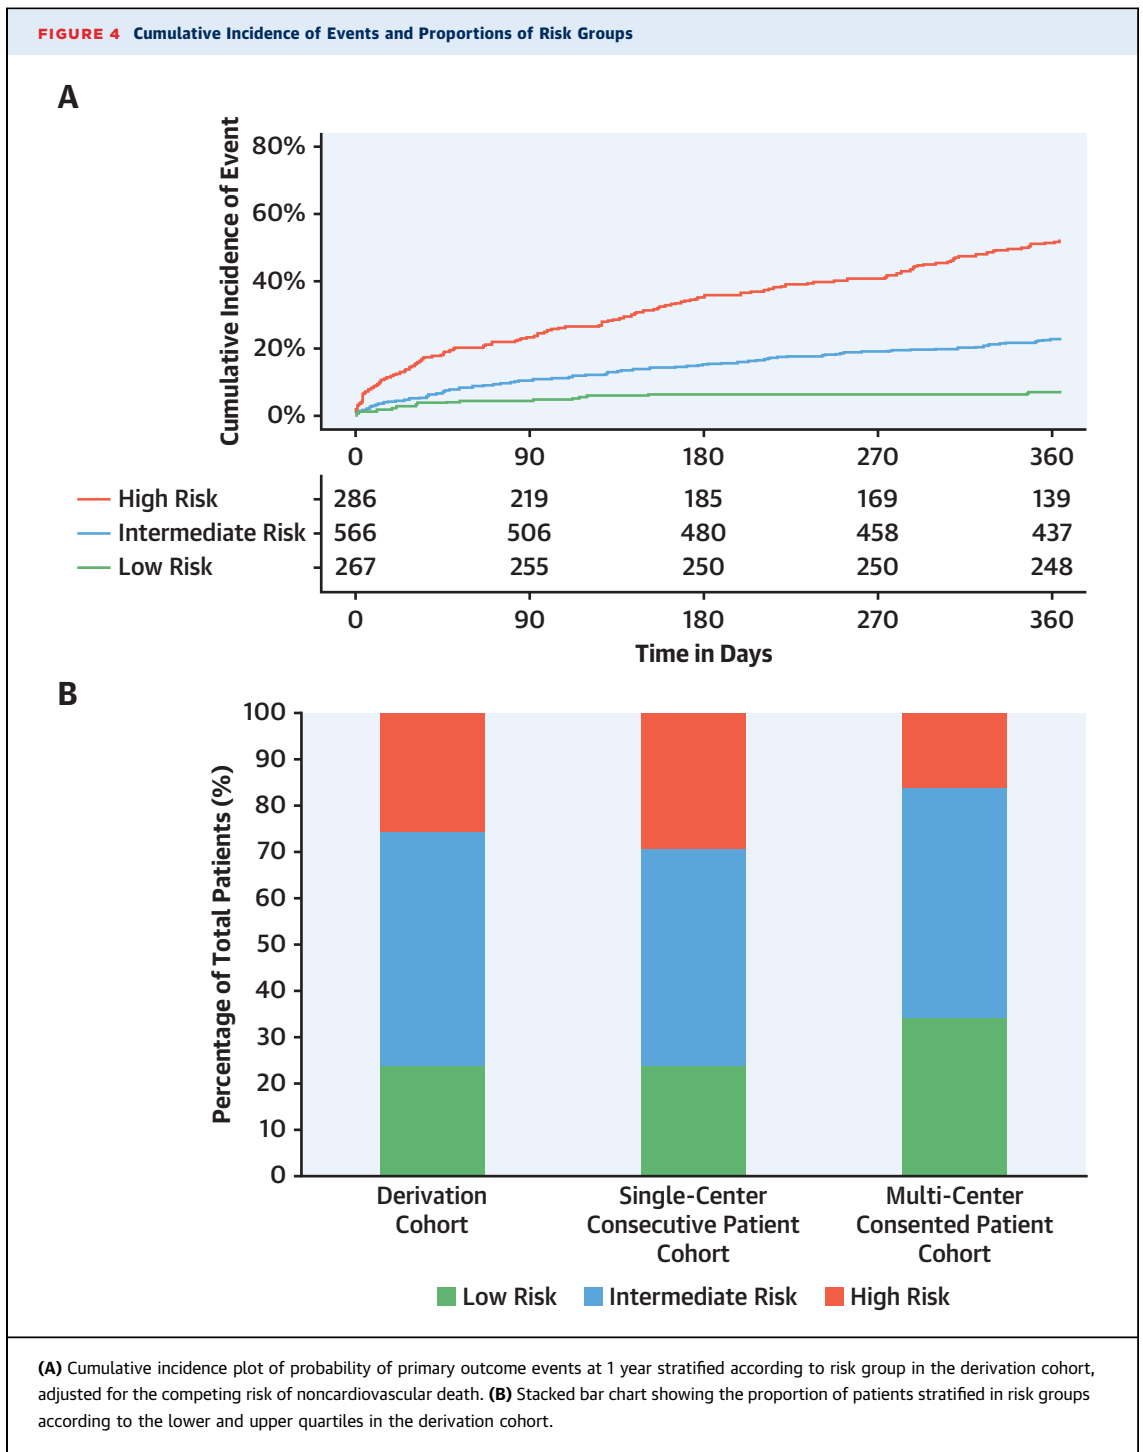 FIGURE 4 Cumulative Incidence of Events and Proportions of Risk Groups
A
Cumulative Incidence of Event
80%
60%
40%
20%
0%
0 90 180 270 360
High Risk 286 219 185 169 139
Intermediate Risk 566 506 480 458 437
Low Risk 267 255 250 250 248
0 90 180 270 360
Time in Days
B
Percentage of Total Patients (%)
100
90
80
70
60
50
40
30
20
10
0
Derivation
Cohort
Single-Center
Consecutive Patient
Cohort
Multi-Center
Consented Patient
Cohort
Low Risk Intermediate Risk High Risk
(A) Cumulative incidence plot of probability of primary outcome events at 1 year stratified according to risk group in the derivation cohort,
adjusted for the competing risk of noncardiovascular death. (B) Stacked bar chart showing the proportion of patients stratified in risk groups
according to the lower and upper quartiles in the derivation cohort.